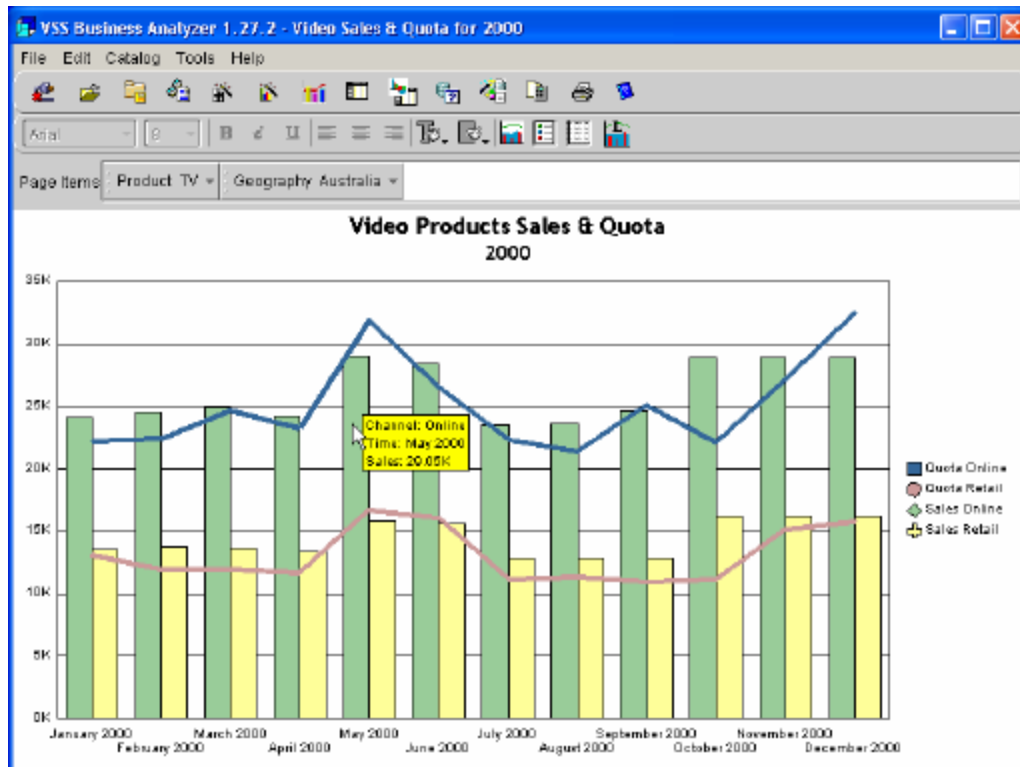 VSS Business Analyzer 1.27.2 - Video Sales & Quota for 2000
File Edit Catalog Tools Help
Arial 8 B U
Page Items Product TV Geography Australia
Video Products Sales & Quota
2000
35K
30K
25K
20K
15K
10K
5K
0K
Channel: Online
Time: May 2000
Sales: 29.05K
Quota Online
Quota Retail
Sales Online
Sales Retail
January 2000 March 2000 May 2000 July 2000 September 2000 November 2000
February 2000 April 2000 June 2000 August 2000 October 2000 December 2000